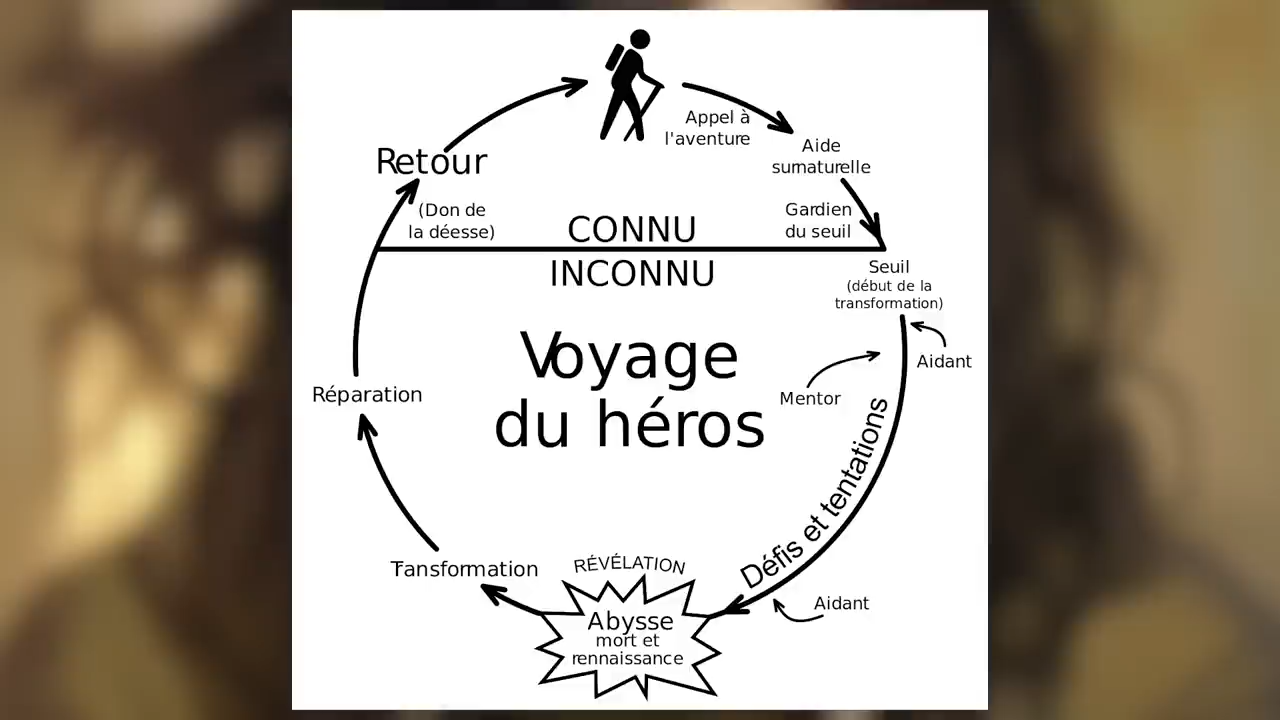 Appel à
l'aventure
Aide
surnaturelle
Retour
(Don de
la déesse)
Gardien
du seuil
CONNU
INCONNU
Seuil
(début de la
transformation)
Aidant
Mentor
Voyage
du héros
Réparation
Défis et tentations
Transformation
RÉVÉLATION
Abysse
mort et
rennaissance
Aidant